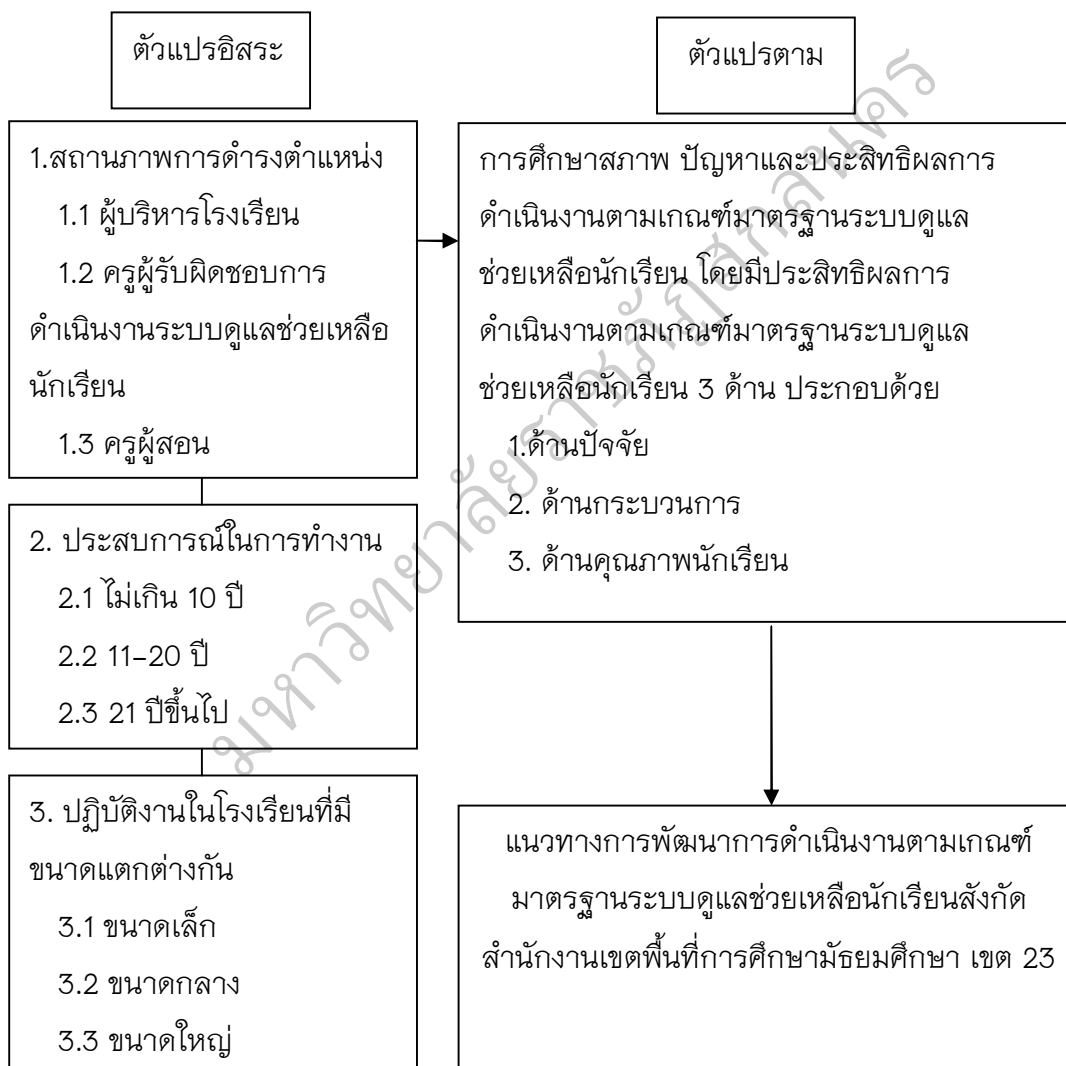 ตัวแปรอิสระ
ตัวแปรตาม
1.สถานภาพการดำรงตำแหน่ง
1.1 ผู้บริหารโรงเรียน
1.2 ครูผู้รับผิดชอบการ
ดำเนินงานระบบดูแลช่วยเหลือ
นักเรียน
1.3 ครูผู้สอน
2. ประสบการณ์ในการทำงาน
2.1 ไม่เกิน 10 ปี
2.2 11–20 ปี
2.3 21 ปีขึ้นไป
3. ปฏิบัติงานในโรงเรียนที่มี
ขนาดแตกต่างกัน
3.1 ขนาดเล็ก
3.2 ขนาดกลาง
3.3 ขนาดใหญ่
การศึกษาสภาพ ปัญหาและประสิทธิผลการ
ดำเนินงานตามเกณฑ์มาตรฐานระบบดูแล
ช่วยเหลือนักเรียน โดยมีประสิทธิผลการ
ดำเนินงานตามเกณฑ์มาตรฐานระบบดูแล
ช่วยเหลือนักเรียน 3 ด้าน ประกอบด้วย
1.ด้านปัจจัย
2. ด้านกระบวนการ
3. ด้านคุณภาพนักเรียน
แนวทางการพัฒนาการดำเนินงานตามเกณฑ์
มาตรฐานระบบดูแลช่วยเหลือนักเรียนสังกัด
สำนักงานเขตพื้นที่การศึกษามัธยมศึกษา เขต 23
มหาวิทยาลัยราชภัฏสกลนคร